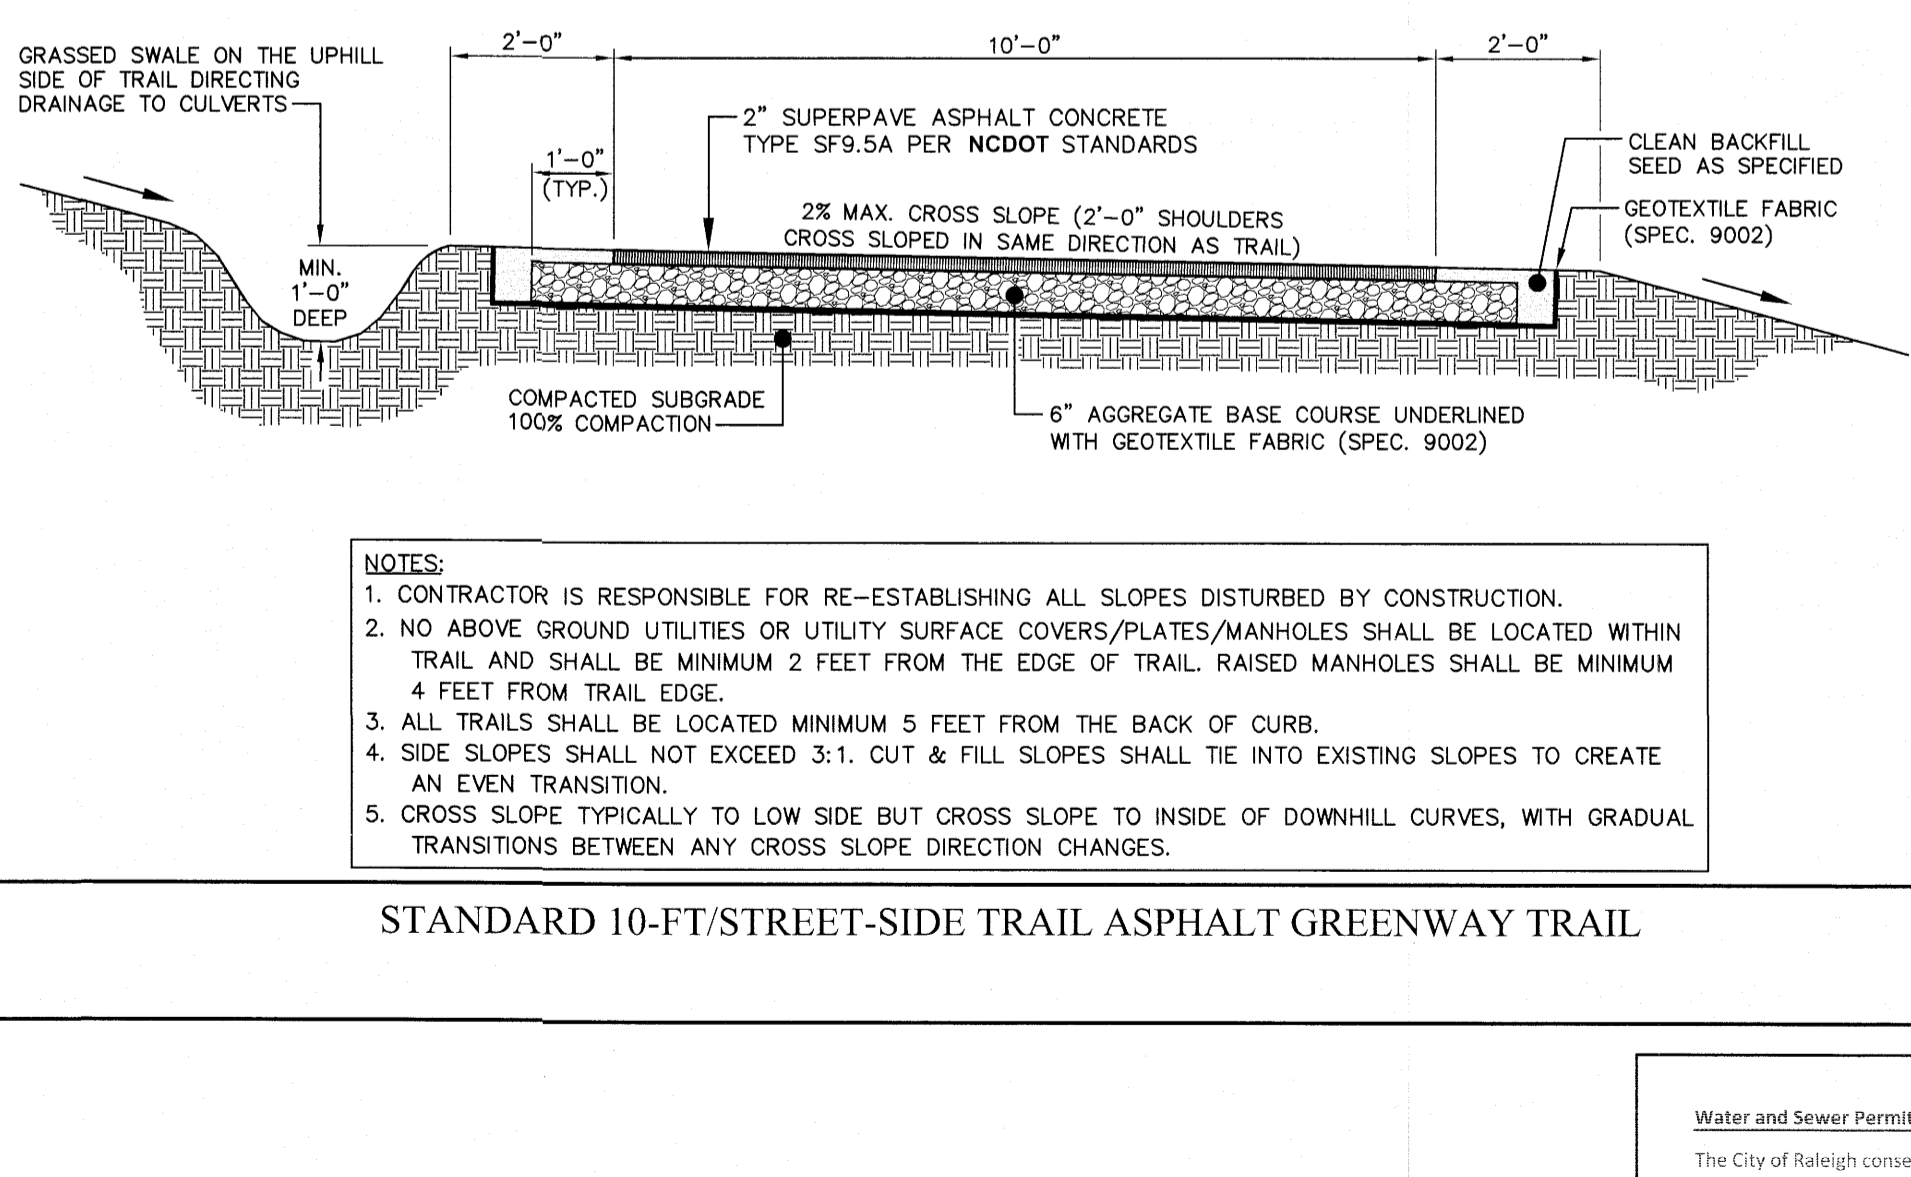 GRASSED SWALE ON THE UPHILL
SIDE OF TRAIL DIRECTING
DRAINAGE TO CULVERTS
2'-0"
10'-0"
2'-0"
2" SUPERPAVE ASPHALT CONCRETE
TYPE SF9.5A PER NCDOT STANDARDS
1'-0"
(TYP.)
CLEAN BACKFILL
SEED AS SPECIFIED
2% MAX. CROSS SLOPE (2'-0" SHOULDERS
CROSS SLOPED IN SAME DIRECTION AS TRAIL)
GEOTEXTILE FABRIC
(SPEC. 9002)
MIN.
1'-0"
DEEP
COMPACTED SUBGRADE
100% COMPACTION
6" AGGREGATE BASE COURSE UNDERLINED
WITH GEOTEXTILE FABRIC (SPEC. 9002)
NOTES:
1. CONTRACTOR IS RESPONSIBLE FOR RE-ESTABLISHING ALL SLOPES DISTURBED BY CONSTRUCTION.
2. NO ABOVE GROUND UTILITIES OR UTILITY SURFACE COVERS/PLATES/MANHOLES SHALL BE LOCATED WITHIN
TRAIL AND SHALL BE MINIMUM 2 FEET FROM THE EDGE OF TRAIL. RAISED MANHOLES SHALL BE MINIMUM
4 FEET FROM TRAIL EDGE.
3. ALL TRAILS SHALL BE LOCATED MINIMUM 5 FEET FROM THE BACK OF CURB.
4. SIDE SLOPES SHALL NOT EXCEED 3:1. CUT & FILL SLOPES SHALL TIE INTO EXISTING SLOPES TO CREATE
AN EVEN TRANSITION.
5. CROSS SLOPE TYPICALLY TO LOW SIDE BUT CROSS SLOPE TO INSIDE OF DOWNHILL CURVES, WITH GRADUAL
TRANSITIONS BETWEEN ANY CROSS SLOPE DIRECTION CHANGES.
STANDARD 10-FT/STREET-SIDE TRAIL ASPHALT GREENWAY TRAIL
Water and Sewer Permit
The City of Raleigh conse